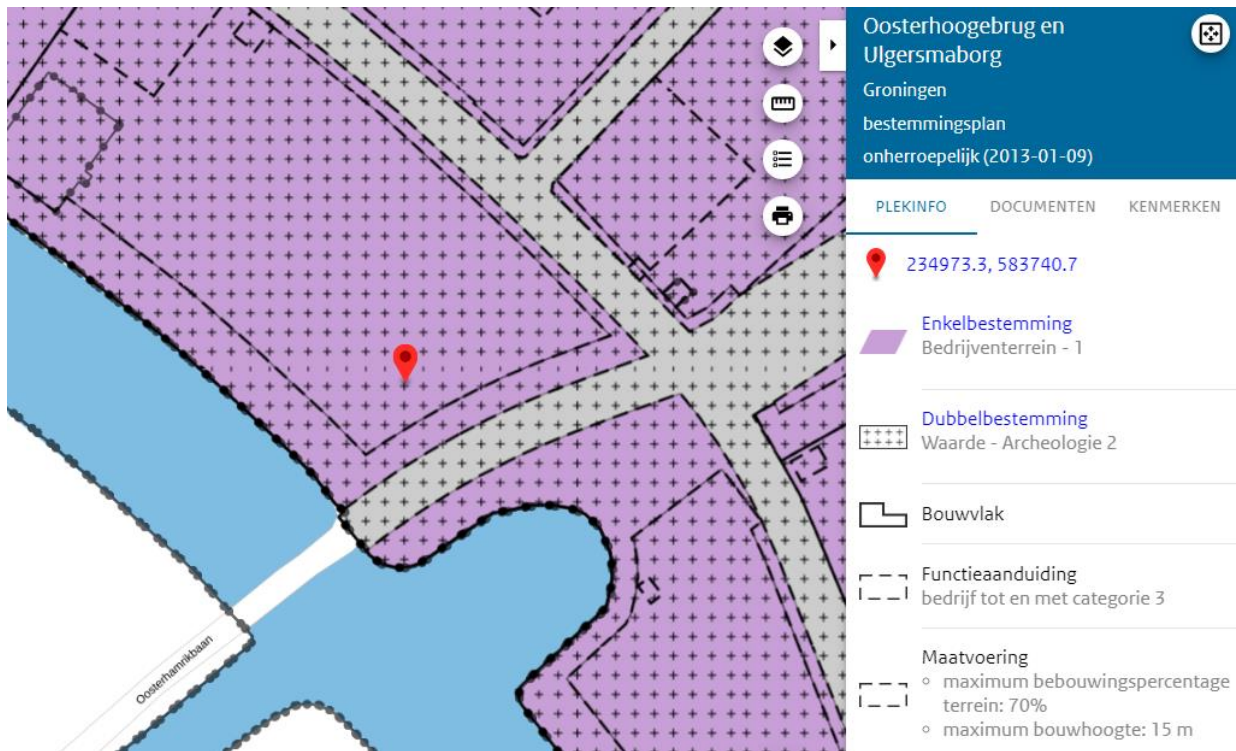 Oosterhoogebrug en
Ulgersmaborg
Groningen
bestemmingsplan
onherroepelijk (2013-01-09)
PLEKINFO DOCUMENTEN KENMERKEN
234973.3, 583740.7
Enkelbestemming
Bedrijventerrein - 1
Dubbelbestemming
Waarde - Archeologie 2
Bouwvlak
Functieaanduiding
bedrijf tot en met categorie 3
Maatvoering
maximum bebouwingspercentage
terrein: 70%
maximum bouwhoogte: 15 m
Oosterhamrikbaan